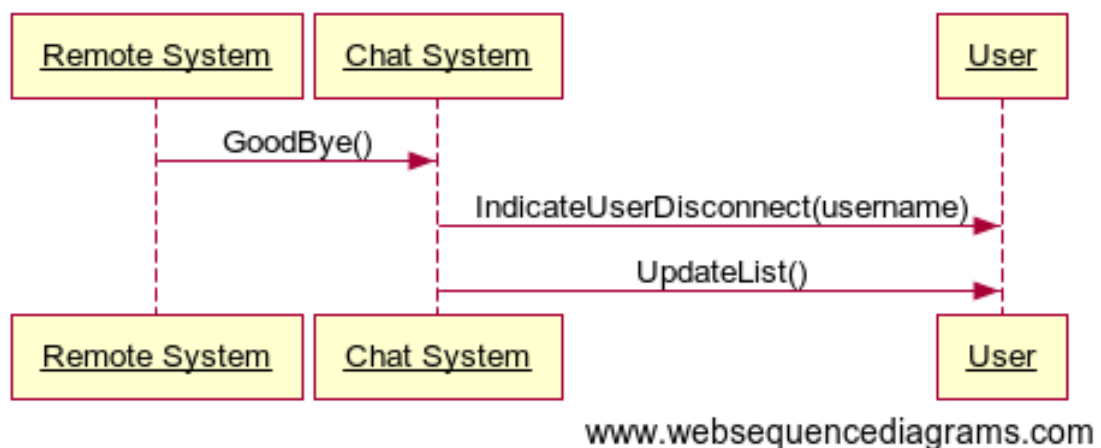 Remote System Chat System User
GoodBye()
IndicateUserDisconnect(username)
UpdateList()
Remote System Chat System User
www.websequencediagrams.com